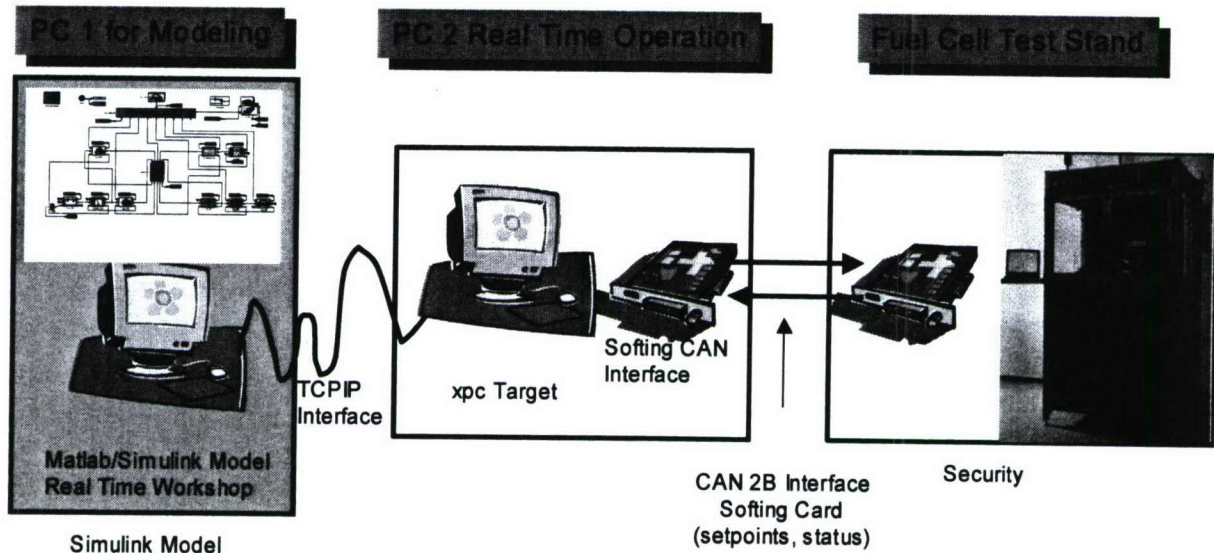 PC 1 for Modeling
PC 2 Real Time Operation
Fuel Cell Test Stand
TCPIP
Interface
Matlab/Simulink Model
Real Time Workshop
Simulink Model
xpc Target
Softing CAN
Interface
CAN 2B Interface
Softing Card
(setpoints, status)
Security